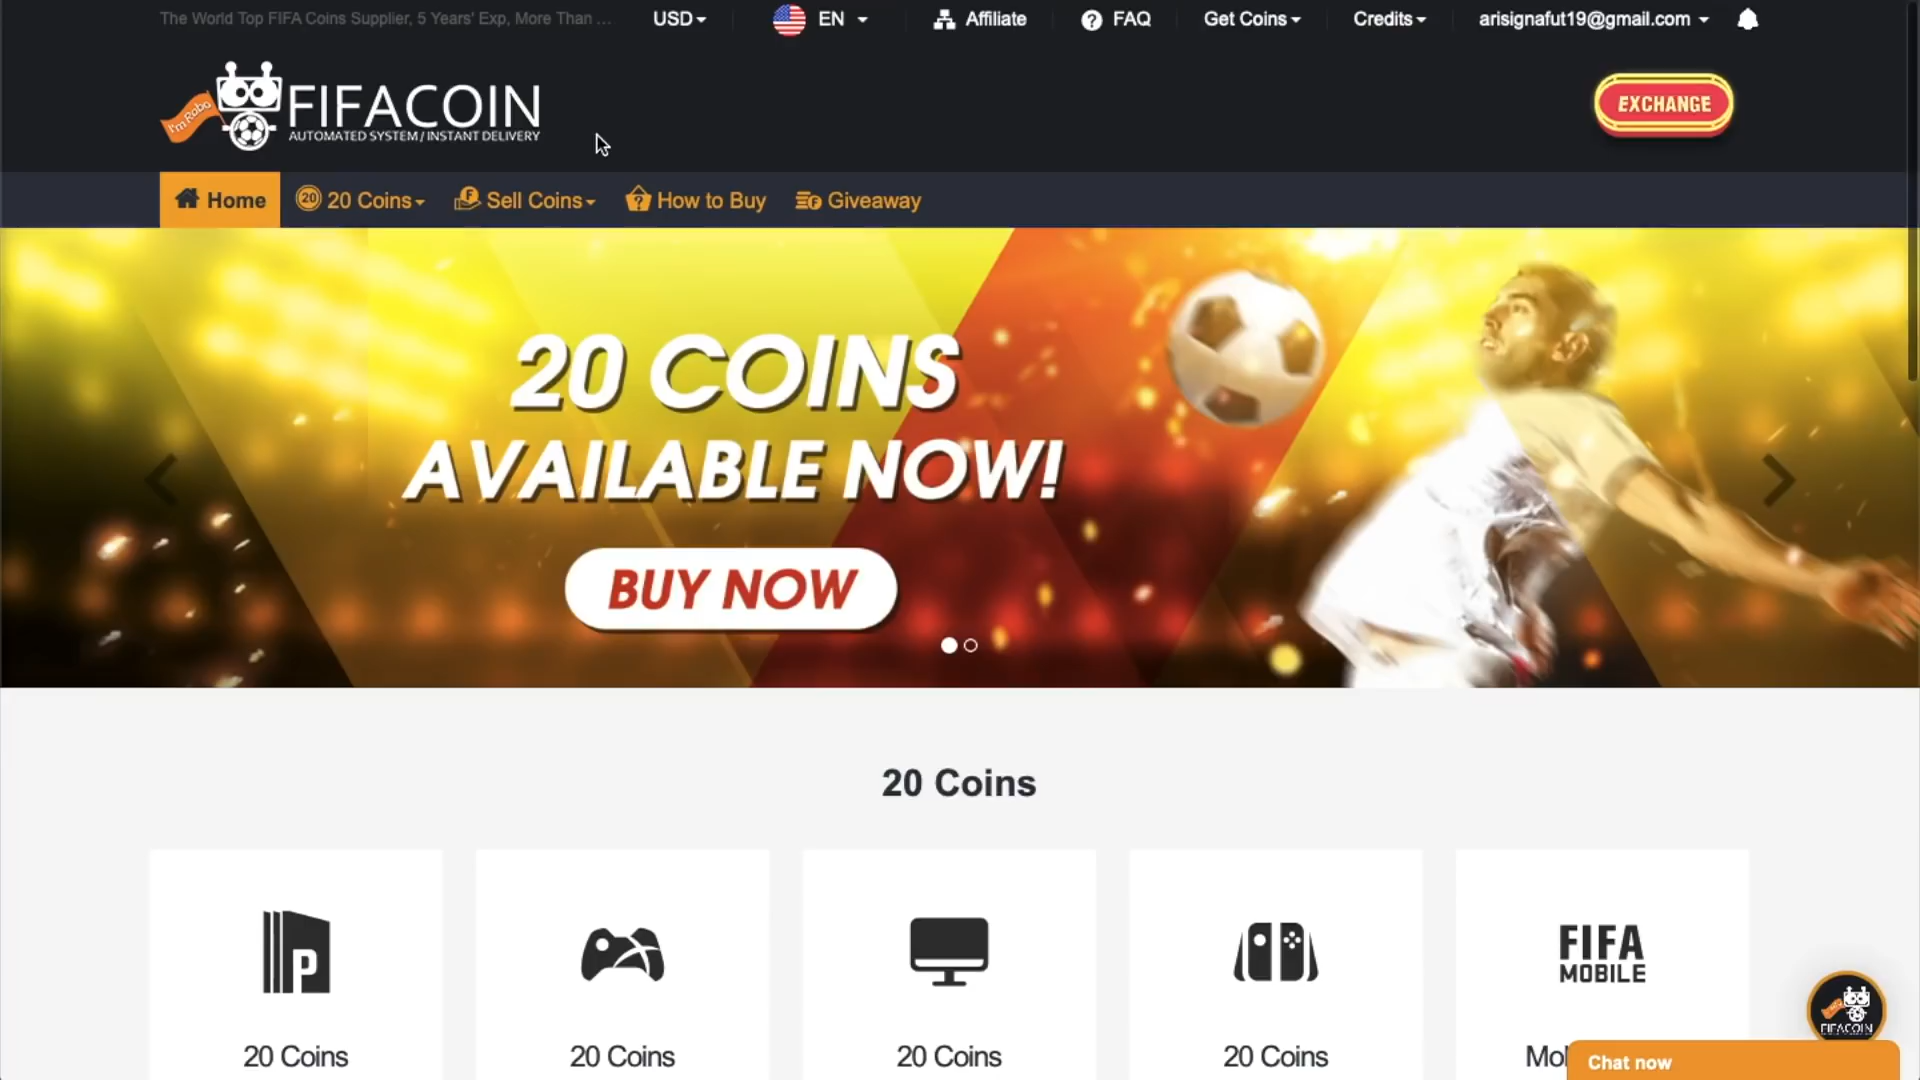 The World Top FIFA Coins Supplier, 5 Years' Exp, More Than ...
USD
EN
Affiliate
FAQ
Get Coins
Credits
arisignafut19@gmail.com
I'm Robo
FIFACOIN
AUTOMATED SYSTEM / INSTANT DELIVERY
EXCHANGE
Home
20 Coins
Sell Coins
How to Buy
Giveaway
20 COINS
AVAILABLE NOW!
BUY NOW
20 Coins
P
FIFA
MOBILE
20 Coins
20 Coins
20 Coins
20 Coins
FIFACOIN
Chat now